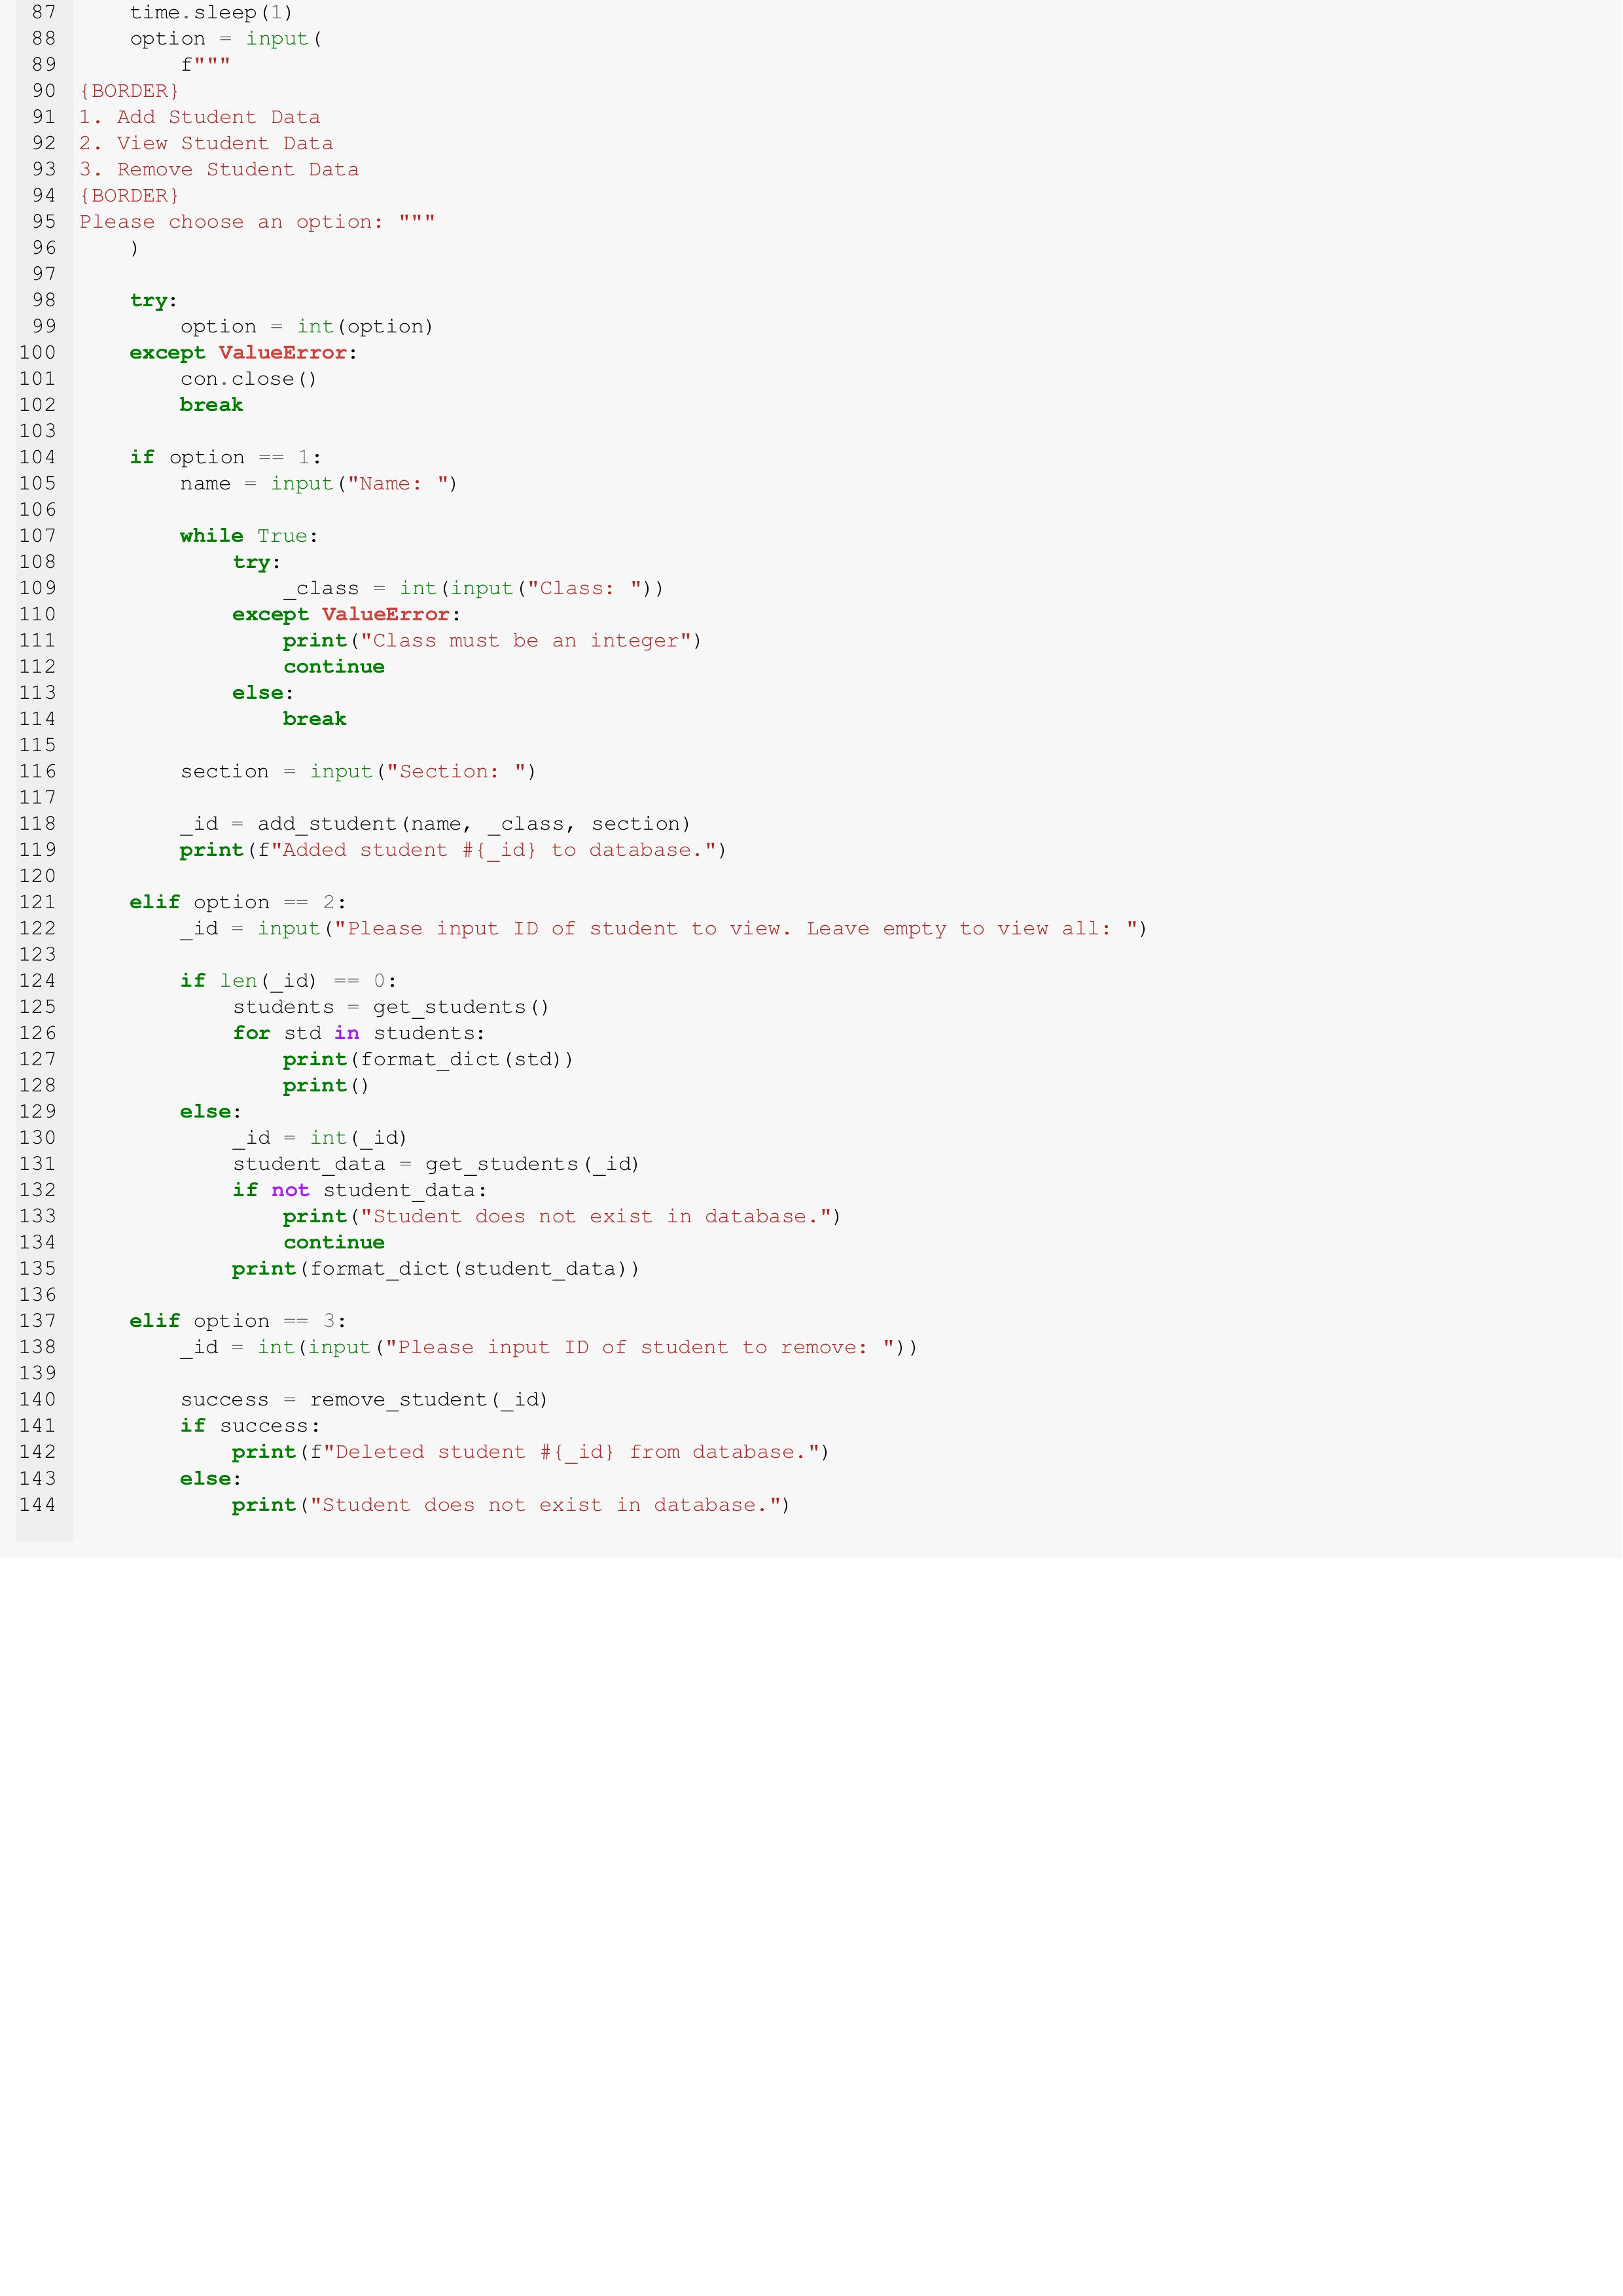 87 time.sleep(1)
88 option = input(
89 f"""
90 {BORDER}
91 1. Add Student Data
92 2. View Student Data
93 3. Remove Student Data
94 {BORDER}
95 Please choose an option: """
96 )
97
98 try:
99 option = int(option)
100 except ValueError:
101 con.close()
102 break
103
104 if option == 1:
105 name = input("Name: ")
106
107 while True:
108 try:
109 _class = int(input("Class: "))
110 except ValueError:
111 print("Class must be an integer")
112 continue
113 else:
114 break
115
116 section = input("Section: ")
117
118 _id = add_student(name, _class, section)
119 print(f"Added student #{_id} to database.")
120
121 elif option == 2:
122 _id = input("Please input ID of student to view. Leave empty to view all: ")
123
124 if len(_id) == 0:
125 students = get_students()
126 for std in students:
127 print(format_dict(std))
128 print()
129 else:
130 _id = int(_id)
131 student_data = get_students(_id)
132 if not student_data:
133 print("Student does not exist in database.")
134 continue
135 print(format_dict(student_data))
136
137 elif option == 3:
138 _id = int(input("Please input ID of student to remove: "))
139
140 success = remove_student(_id)
141 if success:
142 print(f"Deleted student #{_id} from database.")
143 else:
144 print("Student does not exist in database.")